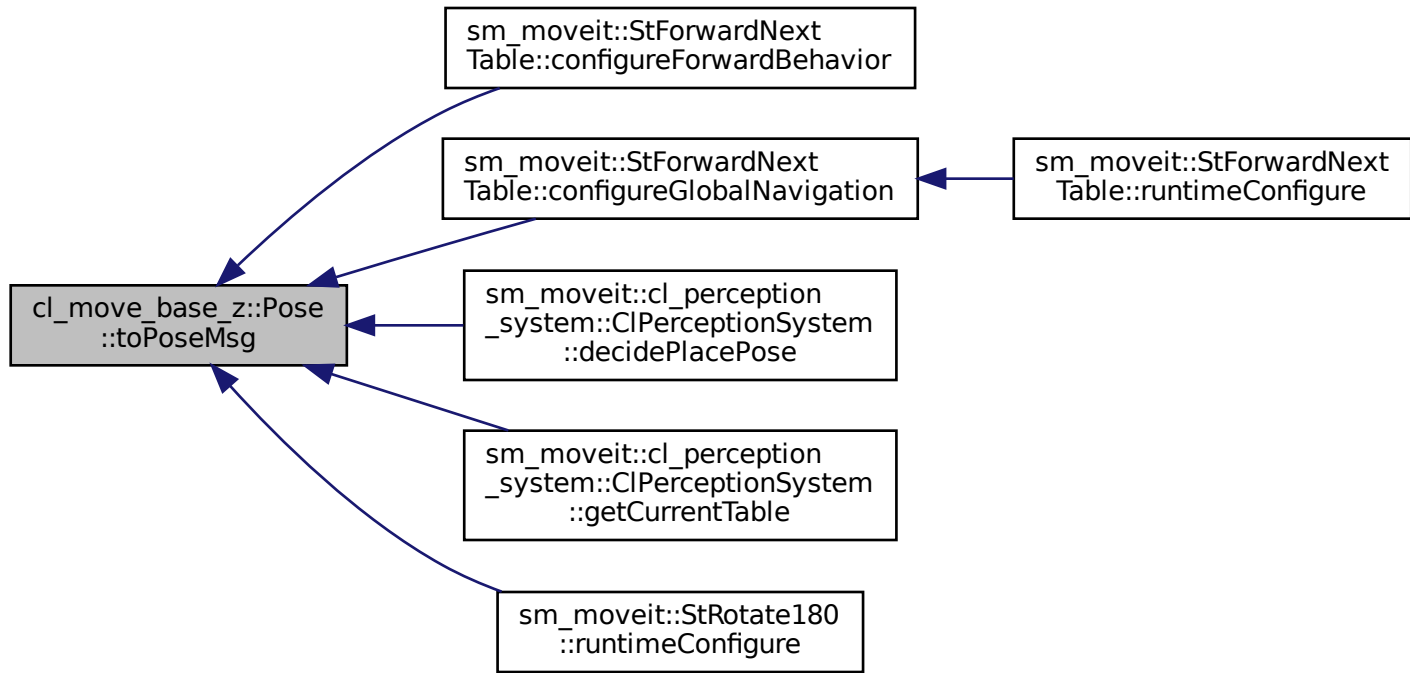 sm_moveit::StForwardNext
Table::configureForwardBehavior
sm_moveit::StForwardNext
Table::configureGlobalNavigation
sm_moveit::StForwardNext
Table::runtimeConfigure
cl_move_base_z::Pose
::toPoseMsg
sm_moveit::cl_perception
_system::ClPerceptionSystem
::decidePlacePose
sm_moveit::cl_perception
_system::ClPerceptionSystem
::getCurrentTable
sm_moveit::StRotate180
::runtimeConfigure